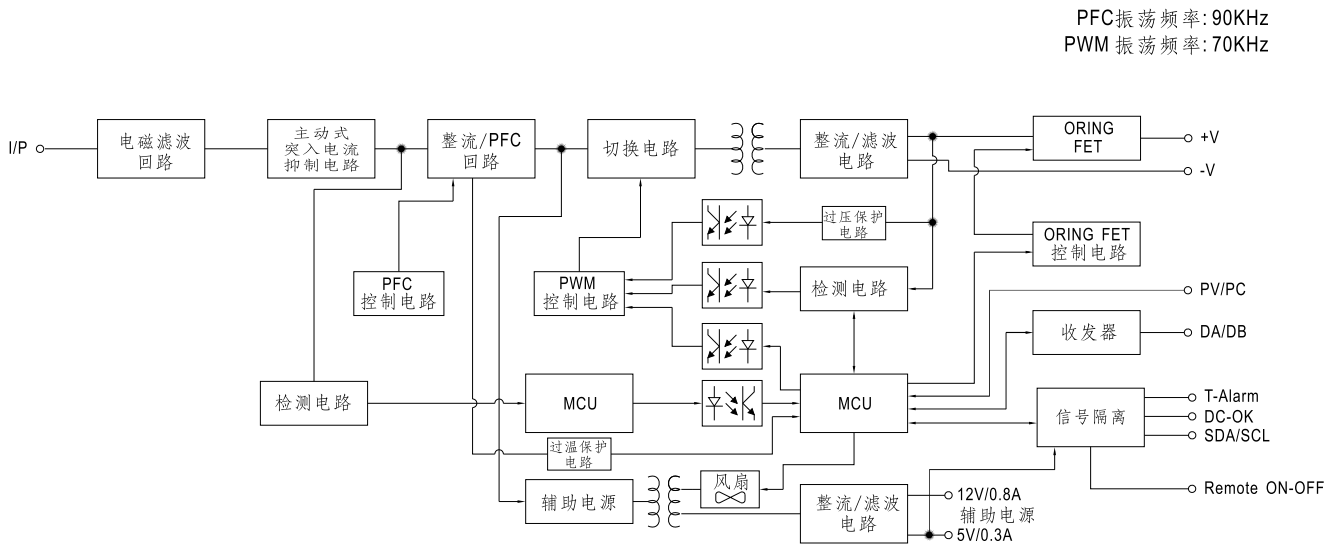 PFC振荡频率: 90KHz
PWM 振荡频率: 70KHz
I/P
电磁滤波
回路
主动式
突入电流
抑制电路
整流/PFC
回路
切换电路
整流/滤波
电路
ORING
FET
+V
-V
过压保护
电路
ORING FET
控制电路
PFC
控制电路
PWM
控制电路
检测电路
PV/PC
收发器
DA/DB
检测电路
MCU
MCU
信号隔离
T-Alarm
DC-OK
SDA/SCL
过温保护
电路
辅助电源
风扇
整流/滤波
电路
12V/0.8A
辅助电源
5V/0.3A
Remote ON-OFF